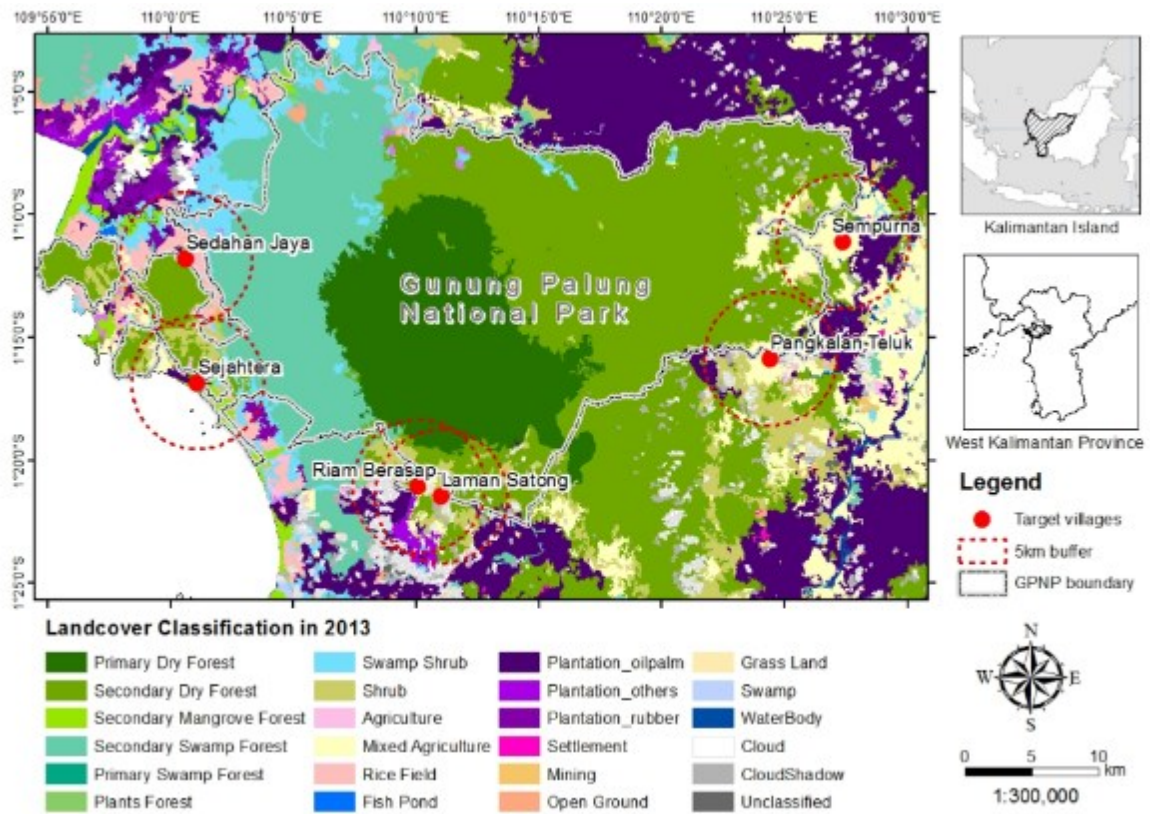 109°56'0"E 110°0'0"E 110°5'0"E 110°10'0"E 110°15'0"E 110°20'0"E 110°25'0"E 110°30'0"E
1°10'0"S
1°15'0"S
1°20'0"S
1°25'0"S
Sedahan Jaya
Sempurna
Gunung Palung
National Park
Pangkalan-Teluk
Sejahtera
Riam Berasap
Laman Satong
Kalimantan Island
West Kalimantan Province
Legend
Target villages
5km buffer
GPNP boundary
N
W E
S
0 5 10
km
1:300,000
Landcover Classification in 2013
Primary Dry Forest
Secondary Dry Forest
Secondary Mangrove Forest
Secondary Swamp Forest
Primary Swamp Forest
Plants Forest
Swamp Shrub
Shrub
Agriculture
Mixed Agriculture
Rice Field
Fish Pond
Plantation_oilpalm
Plantation_others
Plantation_rubber
Settlement
Mining
Open Ground
Grass Land
Swamp
WaterBody
Cloud
CloudShadow
Unclassified